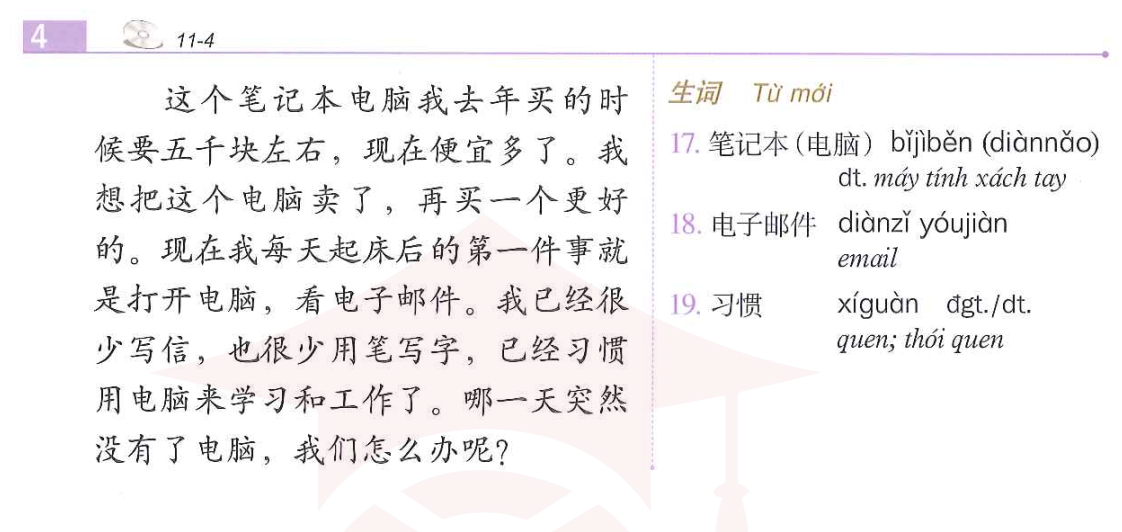 4
11-4
这个笔记本电脑我去年买的时
候要五千块左右，现在便宜多了。我
想把这个电脑卖了，再买一个更好
的。现在我每天起床后的第一件事就
是打开电脑，看电子邮件。我已经很
少写信，也很少用笔写字，已经习惯
用电脑来学习和工作了。哪一天突然
没有了电脑，我们怎么办呢？
生词 Từ mới
17. 笔记本（电脑） bǐjìběn (diànnǎo)
dt. máy tính xách tay
18. 电子邮件 diànzǐ yóujiàn
email
19. 习惯 xíguàn đgt./dt.
quen; thói quen